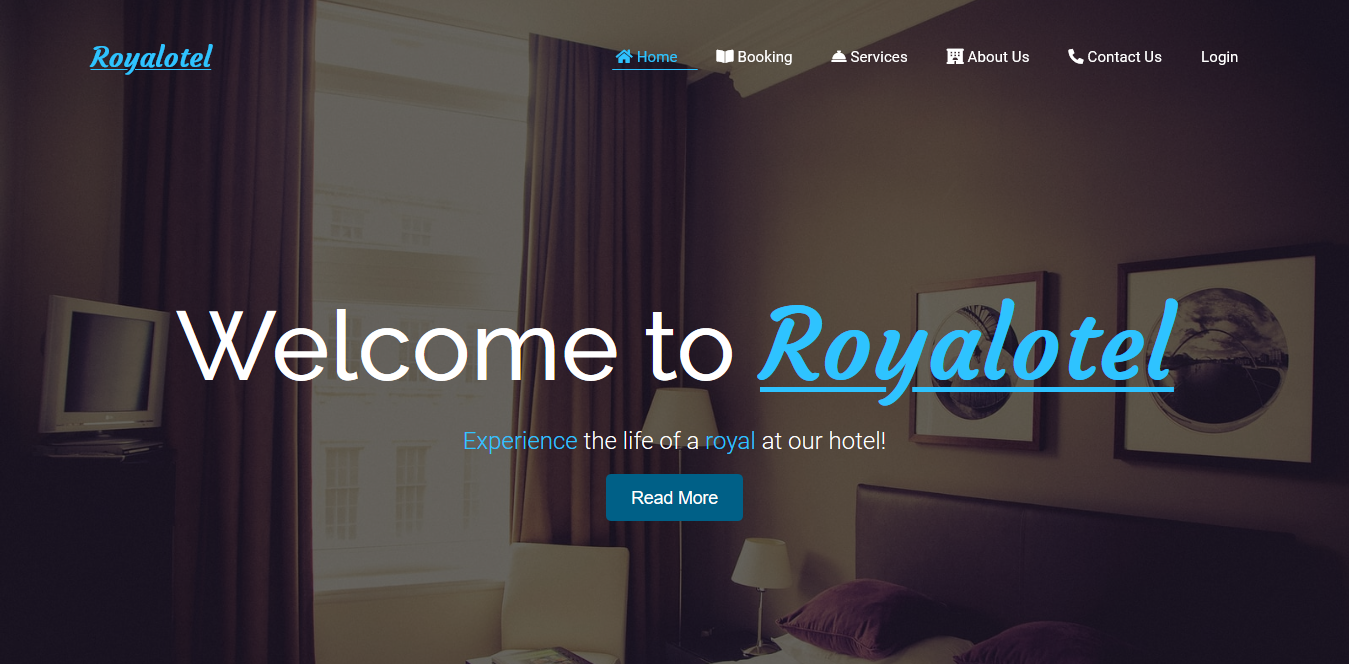 Royalotel
Home Booking Services About Us Contact Us Login
Welcome to Royalotel
Experience the life of a royal at our hotel!
Read More